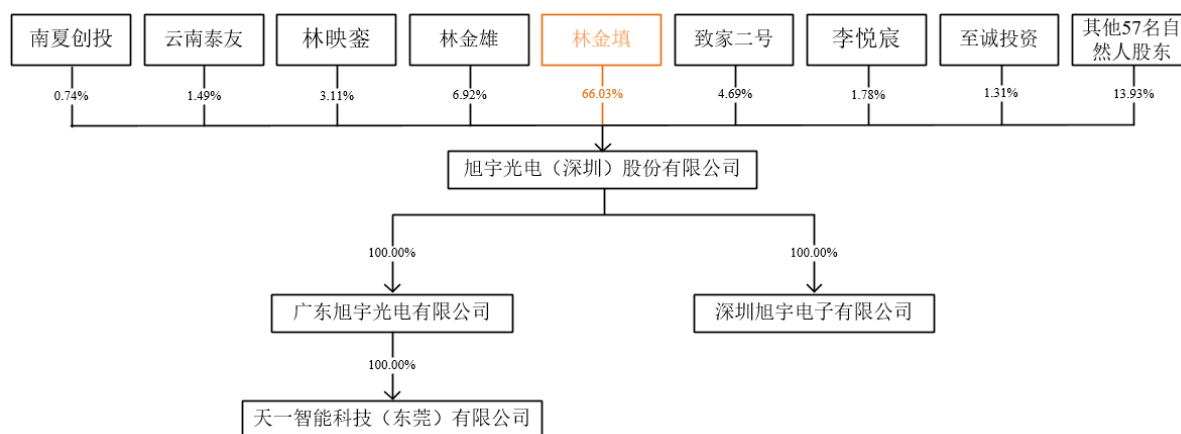 南夏创投
云南泰友
林映銮
林金雄
林金填
致家二号
李悦宸
至诚投资
其他57名自
然人股东
0.74%
1.49%
3.11%
6.92%
66.03%
4.69%
1.78%
1.31%
13.93%
旭宇光电（深圳）股份有限公司
100.00%
100.00%
广东旭宇光电有限公司
深圳旭宇电子有限公司
100.00%
天一智能科技（东莞）有限公司